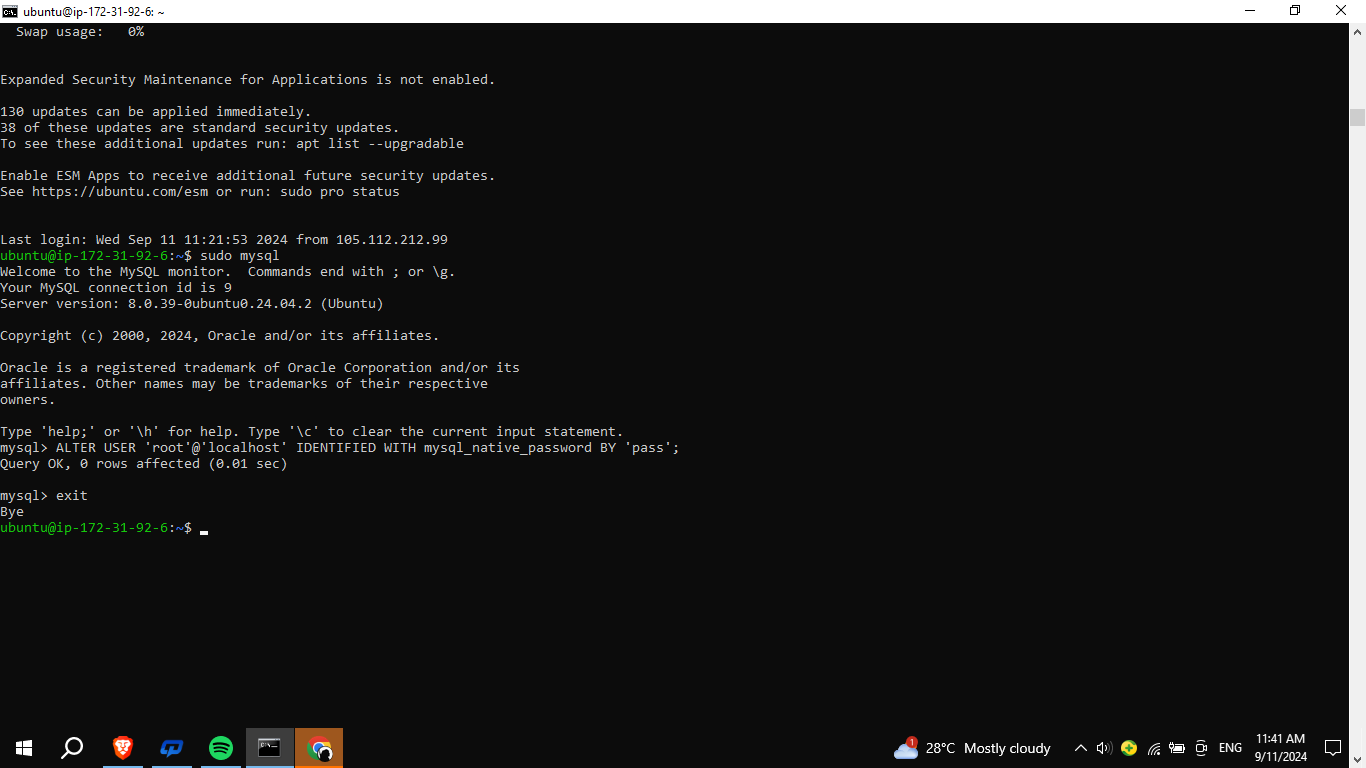 ubuntu@ip-172-31-92-6: ~
Swap usage:   0%
Expanded Security Maintenance for Applications is not enabled.
130 updates can be applied immediately.
38 of these updates are standard security updates.
To see these additional updates run: apt list --upgradable
Enable ESM Apps to receive additional future security updates.
See https://ubuntu.com/esm or run: sudo pro status
Last login: Wed Sep 11 11:21:53 2024 from 105.112.212.99
ubuntu@ip-172-31-92-6:~$ sudo mysql
Welcome to the MySQL monitor.  Commands end with ; or \g.
Your MySQL connection id is 9
Server version: 8.0.39-0ubuntu0.24.04.2 (Ubuntu)
Copyright (c) 2000, 2024, Oracle and/or its affiliates.
Oracle is a registered trademark of Oracle Corporation and/or its
affiliates. Other names may be trademarks of their respective
owners.
Type 'help;' or '\h' for help. Type '\c' to clear the current input statement.
mysql> ALTER USER 'root'@'localhost' IDENTIFIED WITH mysql_native_password BY 'pass';
Query OK, 0 rows affected (0.01 sec)
mysql> exit
Bye
ubuntu@ip-172-31-92-6:~$
1
28°C Mostly cloudy
ENG
11:41 AM
9/11/2024